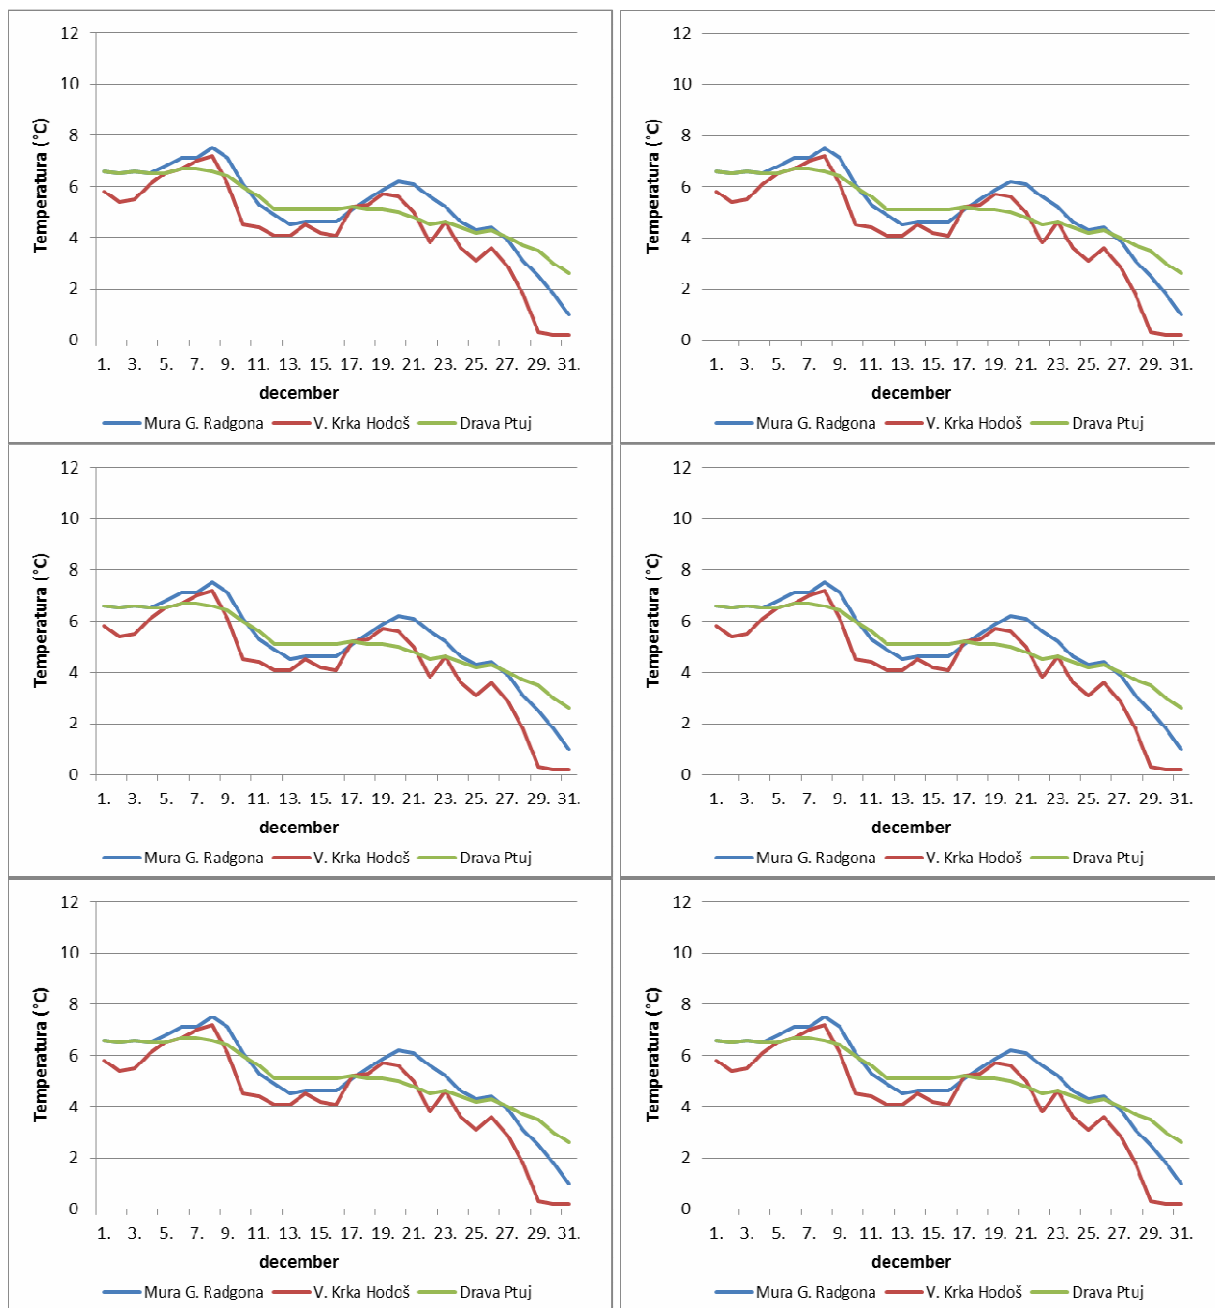 12
10
8
6
4
2
0
Temperatura (°C)
1. 3. 5. 7. 9. 11. 13. 15. 17. 19. 21. 23. 25. 27. 29. 31.
december
Mura G. Radgona V. Krka Hodoš Drava Ptuj
12
10
8
6
4
2
0
Temperatura (°C)
1. 3. 5. 7. 9. 11. 13. 15. 17. 19. 21. 23. 25. 27. 29. 31.
december
Mura G. Radgona V. Krka Hodoš Drava Ptuj
12
10
8
6
4
2
0
Temperatura (°C)
1. 3. 5. 7. 9. 11. 13. 15. 17. 19. 21. 23. 25. 27. 29. 31.
december
Mura G. Radgona V. Krka Hodoš Drava Ptuj
12
10
8
6
4
2
0
Temperatura (°C)
1. 3. 5. 7. 9. 11. 13. 15. 17. 19. 21. 23. 25. 27. 29. 31.
december
Mura G. Radgona V. Krka Hodoš Drava Ptuj
12
10
8
6
4
2
0
Temperatura (°C)
1. 3. 5. 7. 9. 11. 13. 15. 17. 19. 21. 23. 25. 27. 29. 31.
december
Mura G. Radgona V. Krka Hodoš Drava Ptuj
12
10
8
6
4
2
0
Temperatura (°C)
1. 3. 5. 7. 9. 11. 13. 15. 17. 19. 21. 23. 25. 27. 29. 31.
december
Mura G. Radgona V. Krka Hodoš Drava Ptuj